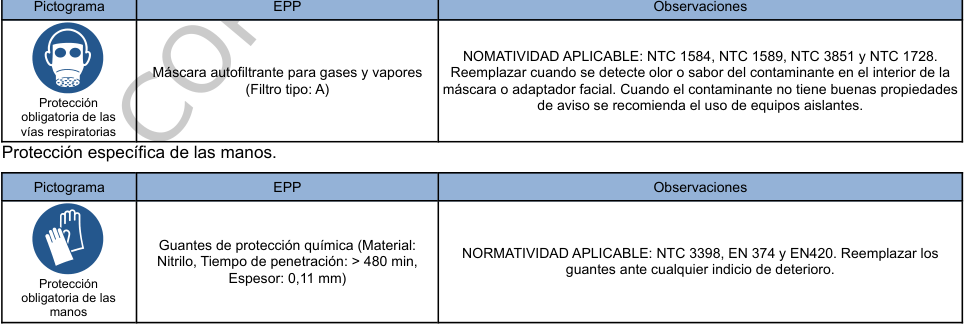 Pictograma EPP Observaciones
Protección
obligatoria de las
vías respiratorias
Máscara autofiltrante para gases y vapores
(Filtro tipo: A)
NOMATIVIDAD APLICABLE: NTC 1584, NTC 1589, NTC 3851 y NTC 1728.
Reemplazar cuando se detecte olor o sabor del contaminante en el interior de la
máscara o adaptador facial. Cuando el contaminante no tiene buenas propiedades
de aviso se recomienda el uso de equipos aislantes.
Protección específica de las manos.
Pictograma EPP Observaciones
Protección
obligatoria de las
manos
Guantes de protección química (Material:
Nitrilo, Tiempo de penetración: > 480 min,
Espesor: 0,11 mm)
NORMATIVIDAD APLICABLE: NTC 3398, EN 374 y EN420. Reemplazar los
guantes ante cualquier indicio de deterioro.